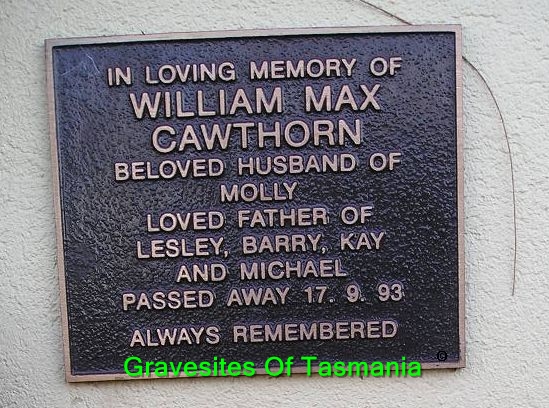 IN LOVING MEMORY OF
WILLIAM MAX
CAWTHORN
BELOVED HUSBAND OF
MOLLY
LOVED FATHER OF
LESLEY, BARRY, KAY
AND MICHAEL
PASSED AWAY 17. 9. 93
ALWAYS REMEMBERED
Gravesites Of Tasmania